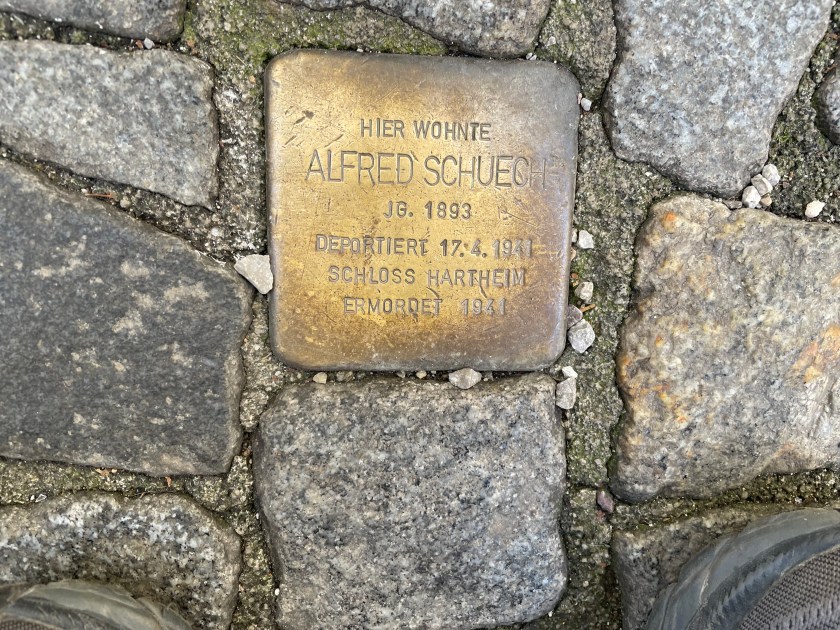 HIER WOHNTE
ALFRED SCHUECH
JG. 1893
DEPORTIERT 17.4.1941
SCHLOSS HARTHEIM
ERMORDET 1941